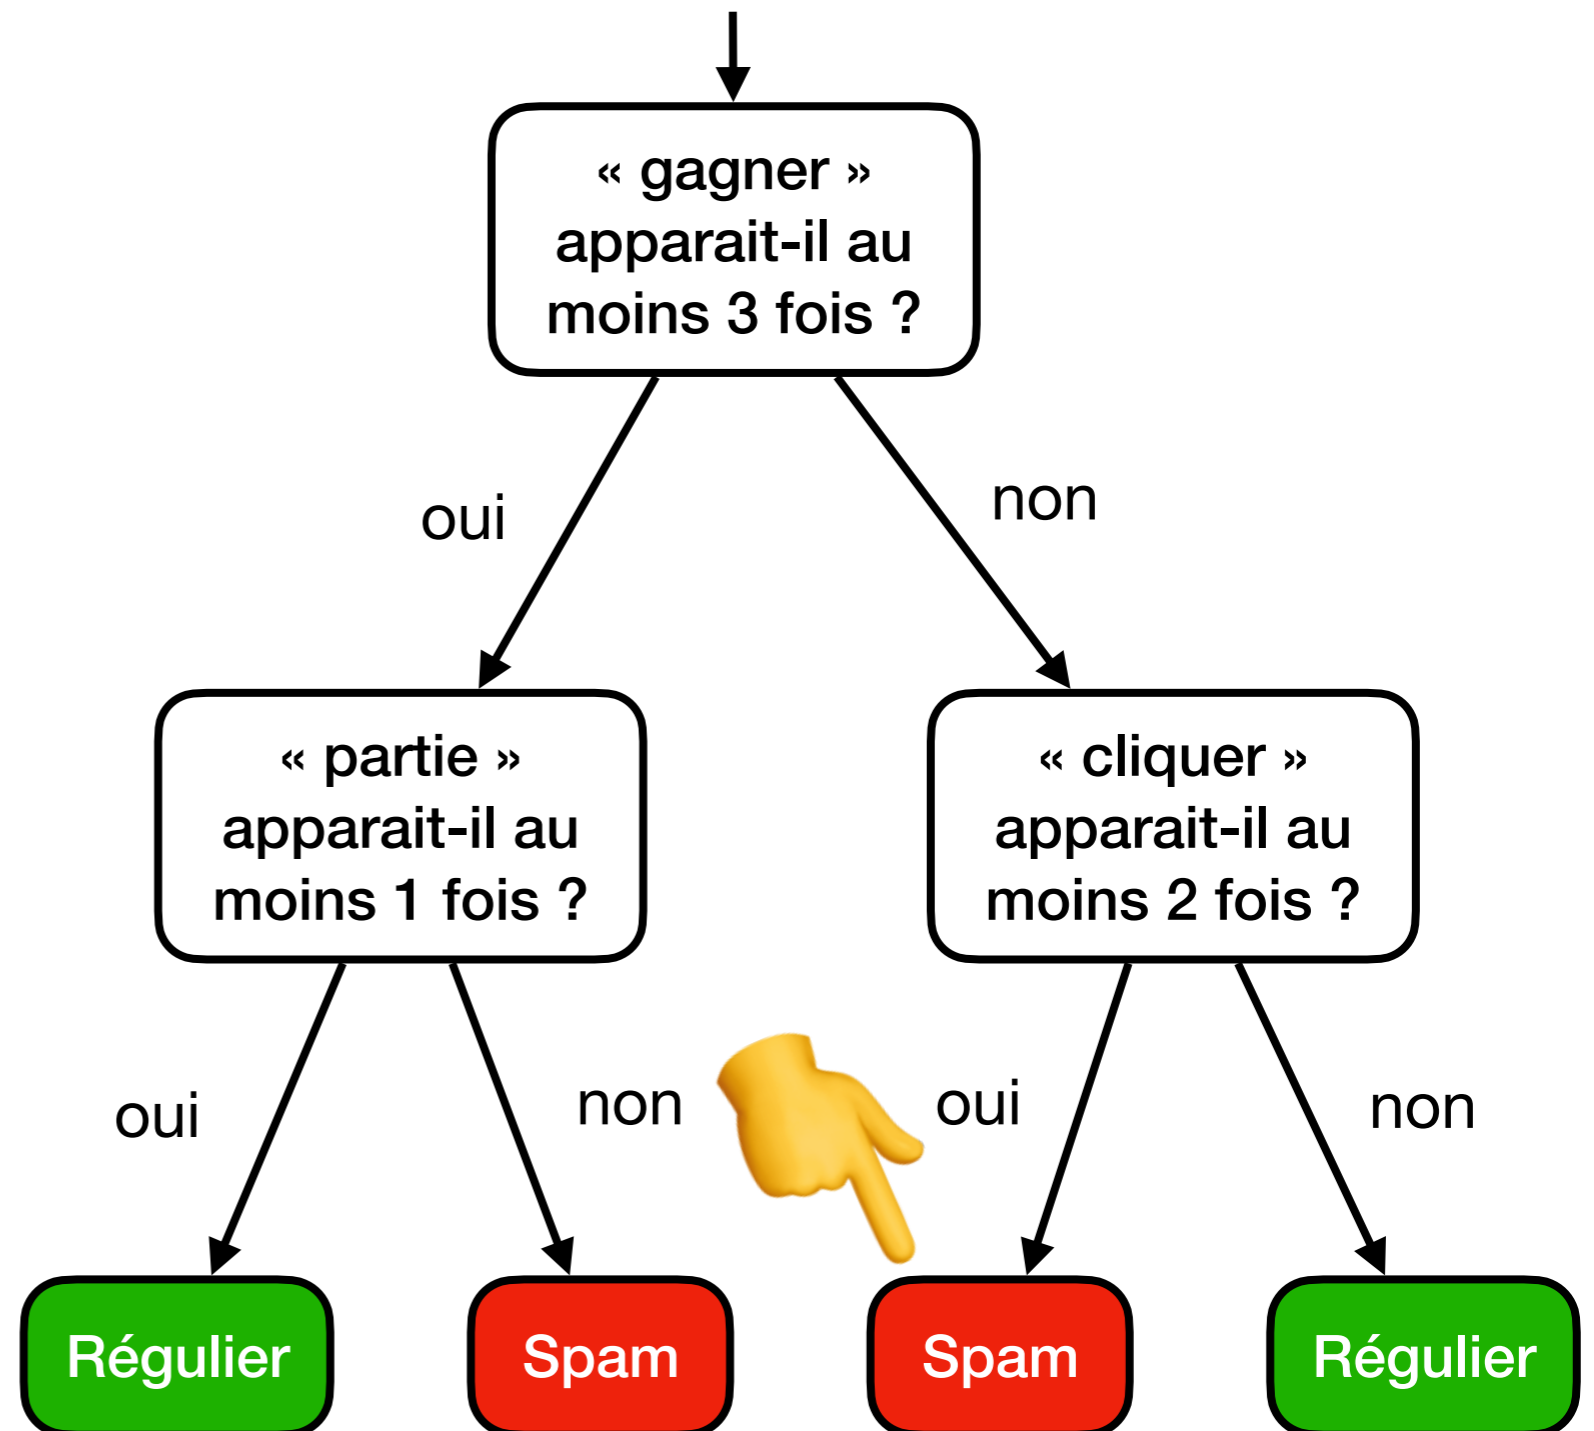 « gagner »
apparait-il au
moins 3 fois ?
oui
non
« partie »
apparait-il au
moins 1 fois ?
« cliquer »
apparait-il au
moins 2 fois ?
oui
non
oui
non
Régulier
Spam
Spam
Régulier